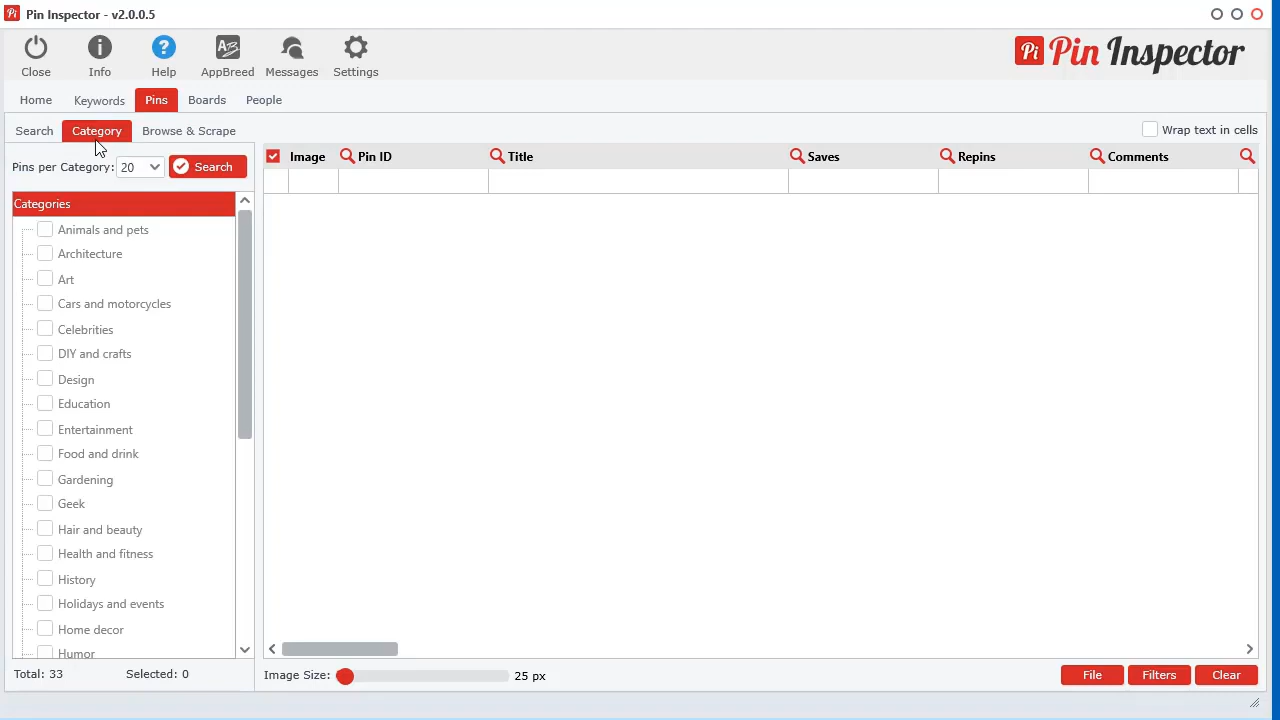 Pin Inspector - v2.0.0.5
Close
Info
Help
AppBreed
Messages
Settings
Pin Inspector
Home
Keywords
Pins
Boards
People
Search
Category
Browse & Scrape
Wrap text in cells
Pins per Category:
20
Search
Image
Pin ID
Title
Saves
Repins
Comments
Categories
Animals and pets
Architecture
Art
Cars and motorcycles
Celebrities
DIY and crafts
Design
Education
Entertainment
Food and drink
Gardening
Geek
Hair and beauty
Health and fitness
History
Holidays and events
Home decor
Humor
Total: 33
Selected: 0
Image Size:
25 px
File
Filters
Clear